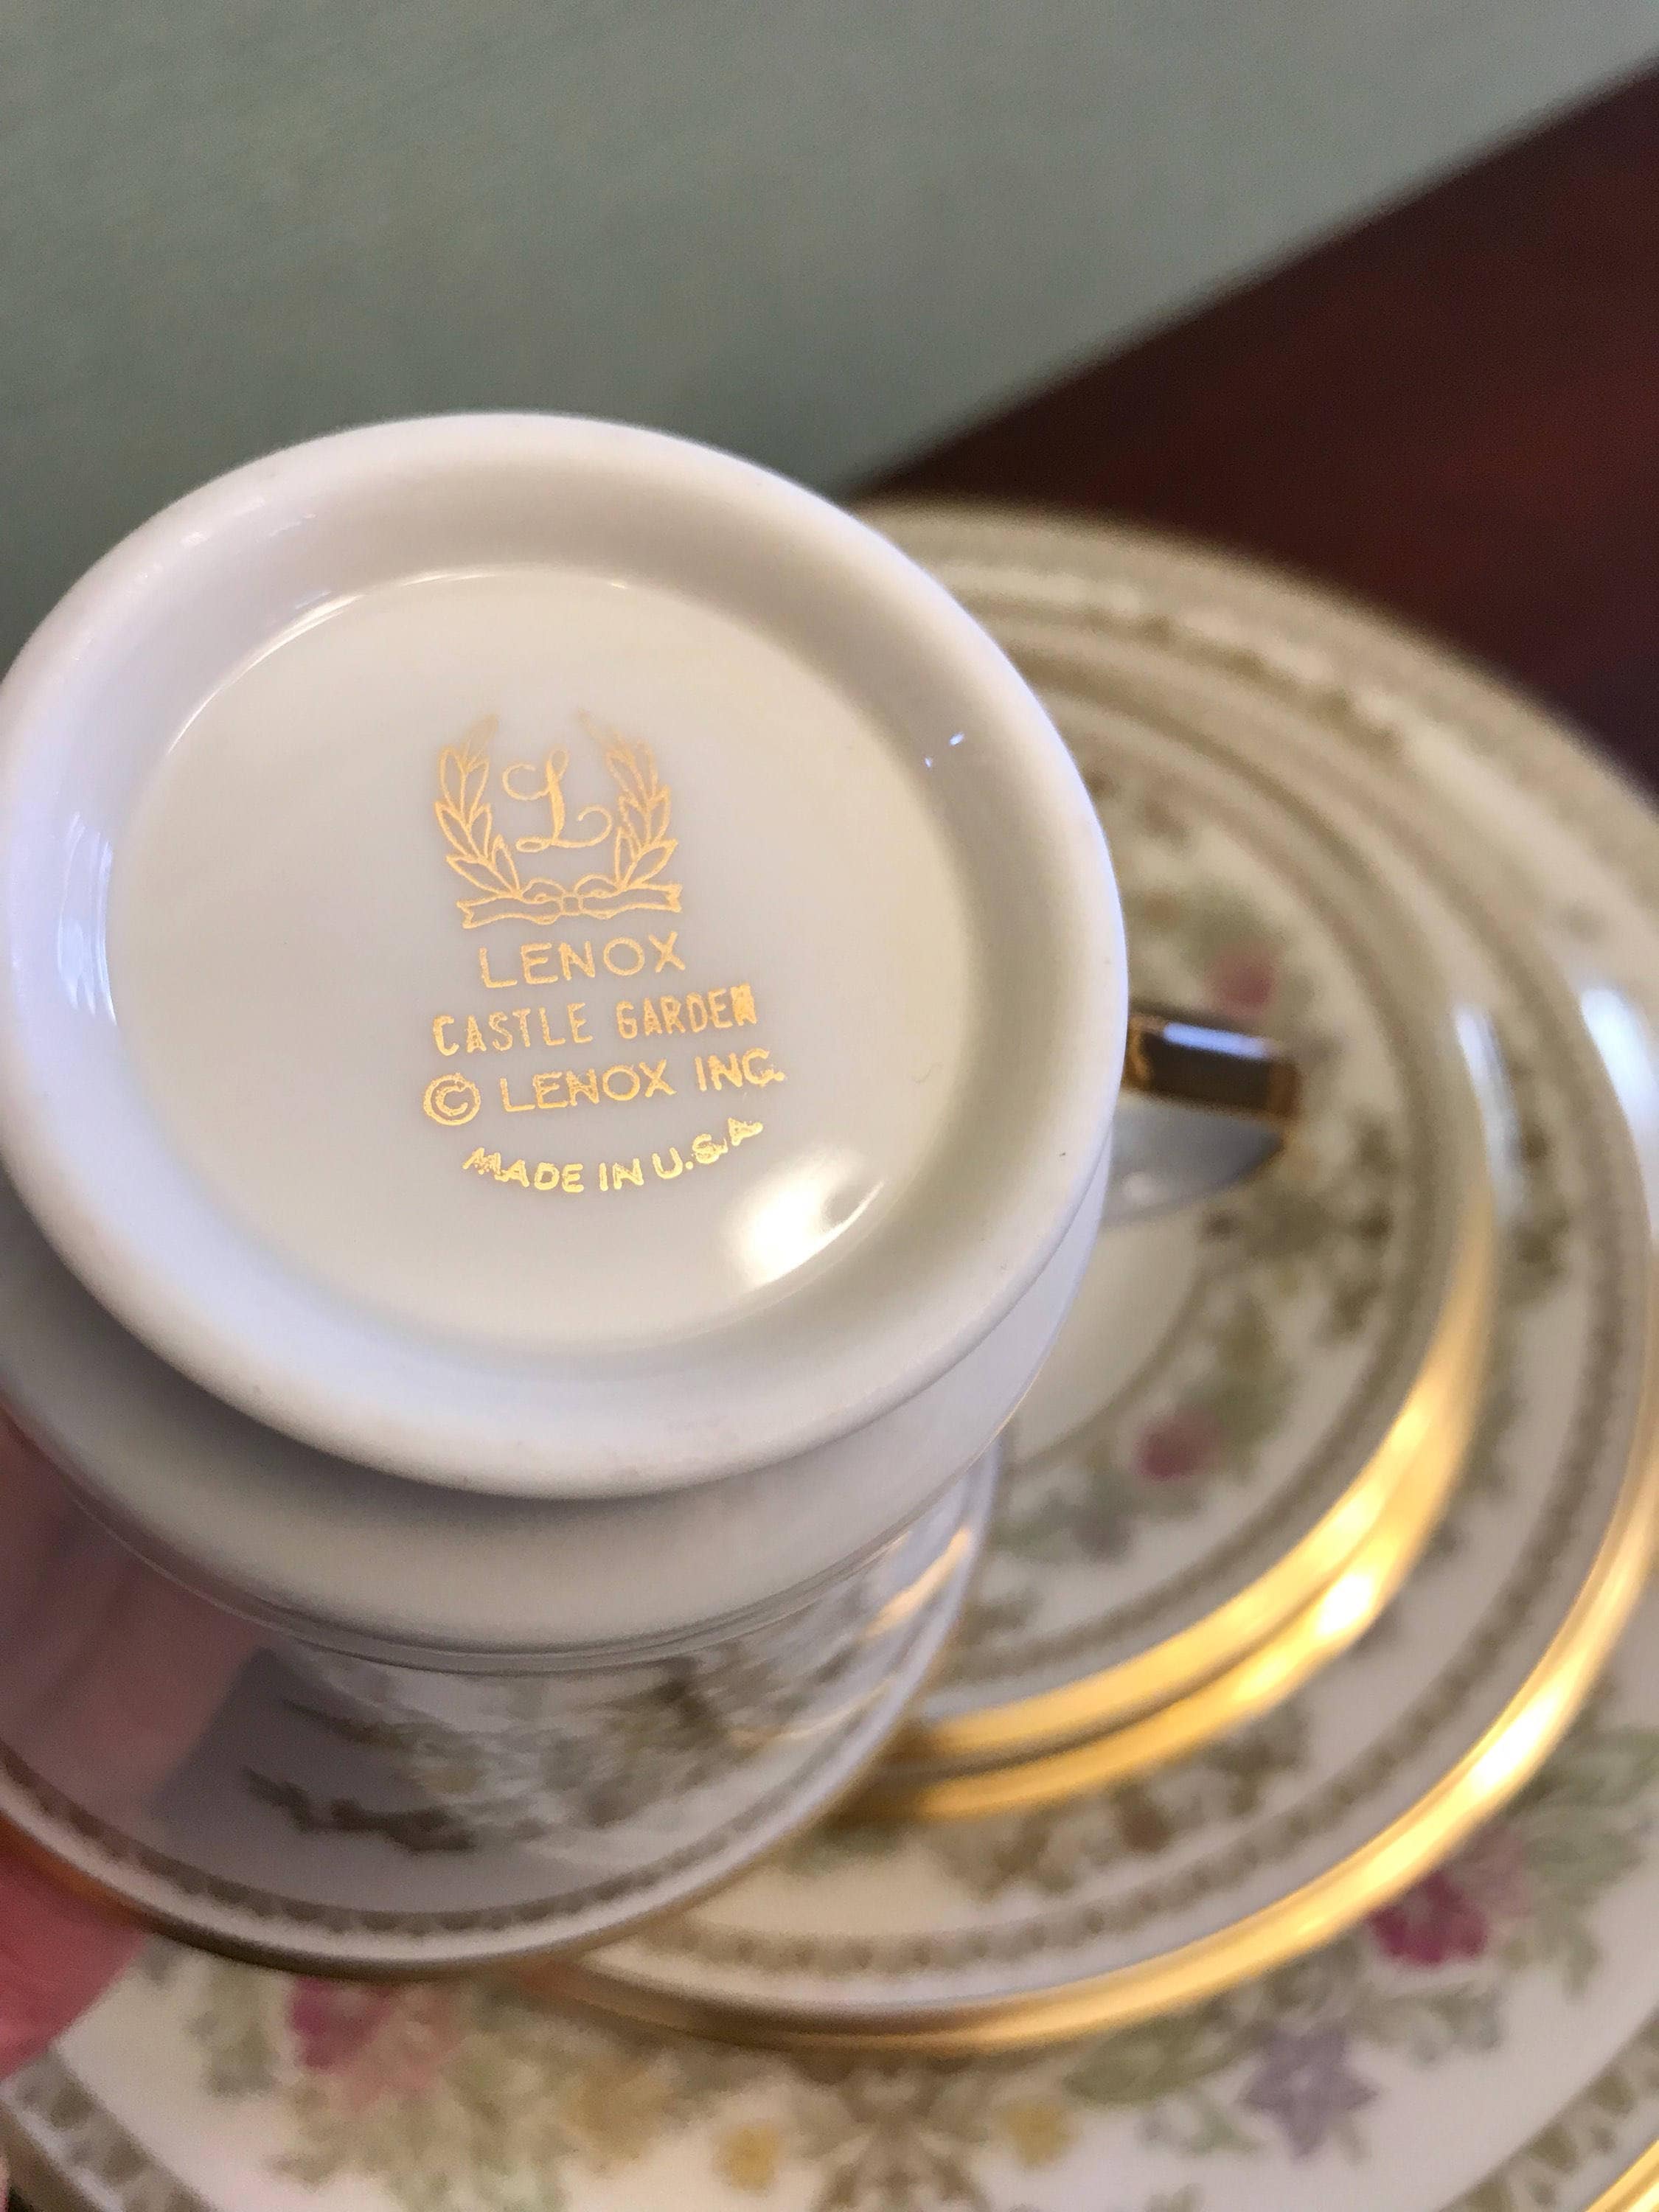 L
LENOX
CASTLE GARDEN
© LENOX INC.
MADE IN U.S.A